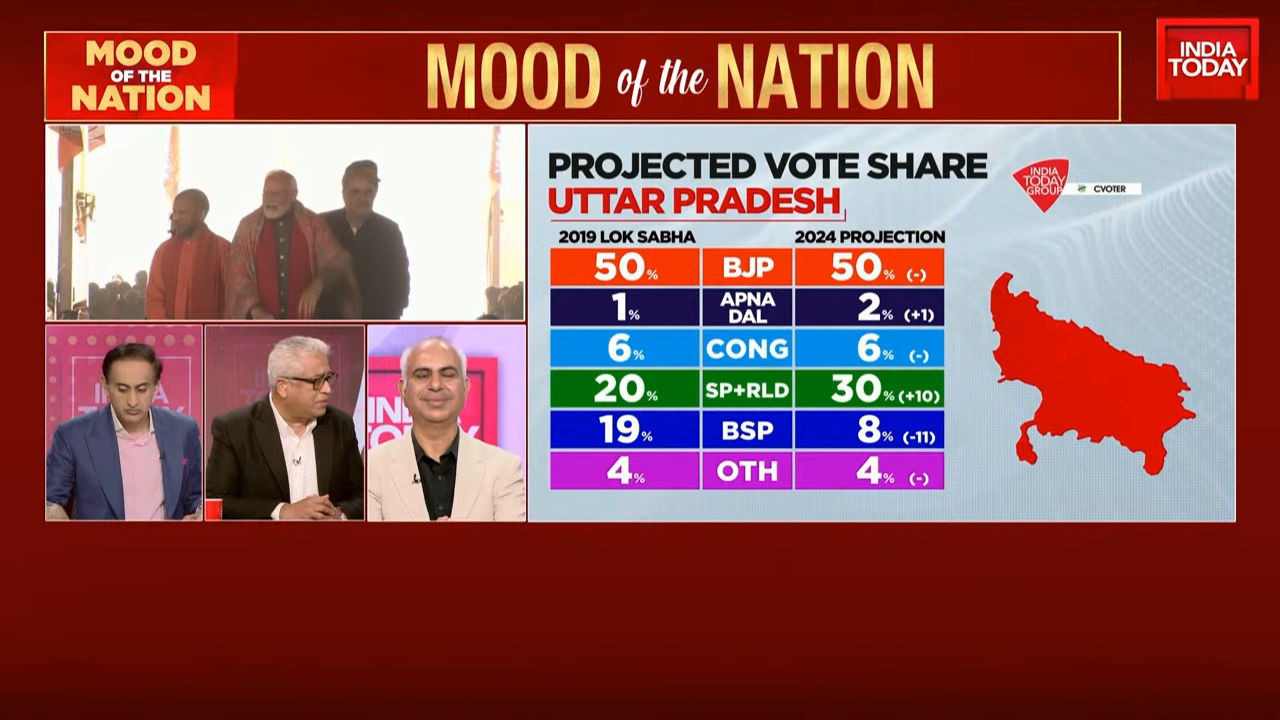 MOOD
OF THE
NATION
MOOD of the NATION
INDIA
TODAY
PROJECTED VOTE SHARE
UTTAR PRADESH
INDIA
TODAY
GROUP
CVOTER
2019 LOK SABHA
2024 PROJECTION
50% BJP 50% (-)
1% APNA DAL 2% (+1)
6% CONG 6% (-)
20% SP+RLD 30% (+10)
19% BSP 8% (-11)
4% OTH 4% (-)